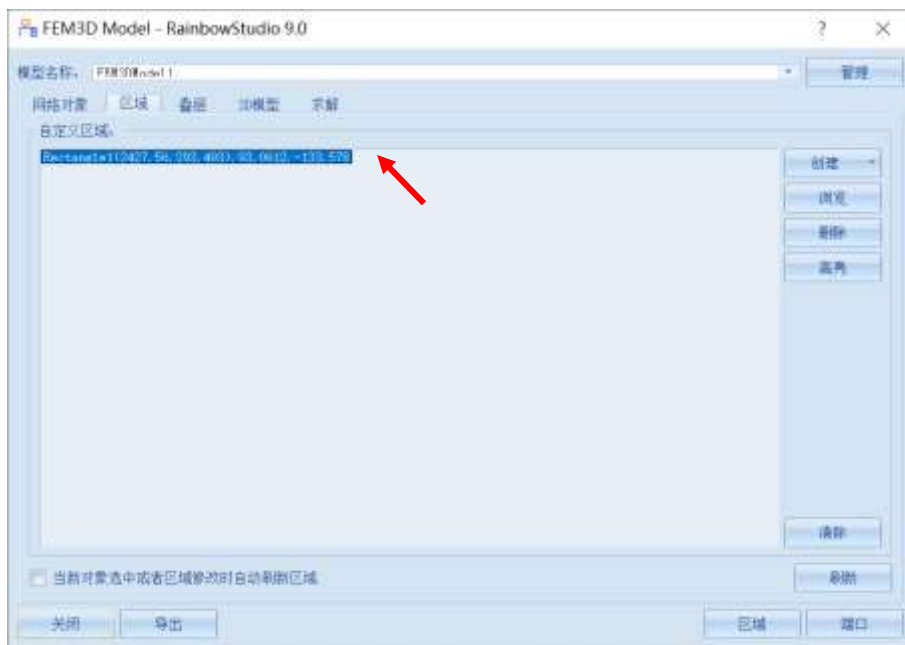 FEM3D Model - RainbowStudio 9.0
模型名称: FEM3DModel1
管理
网络对象 区域 叠层 3D模型 求解
自定义区域:
创建
浏览
删除
高亮
清除
当新对象选中或者区域修改时自动刷新区域
刷新
关闭 导出 区域 端口